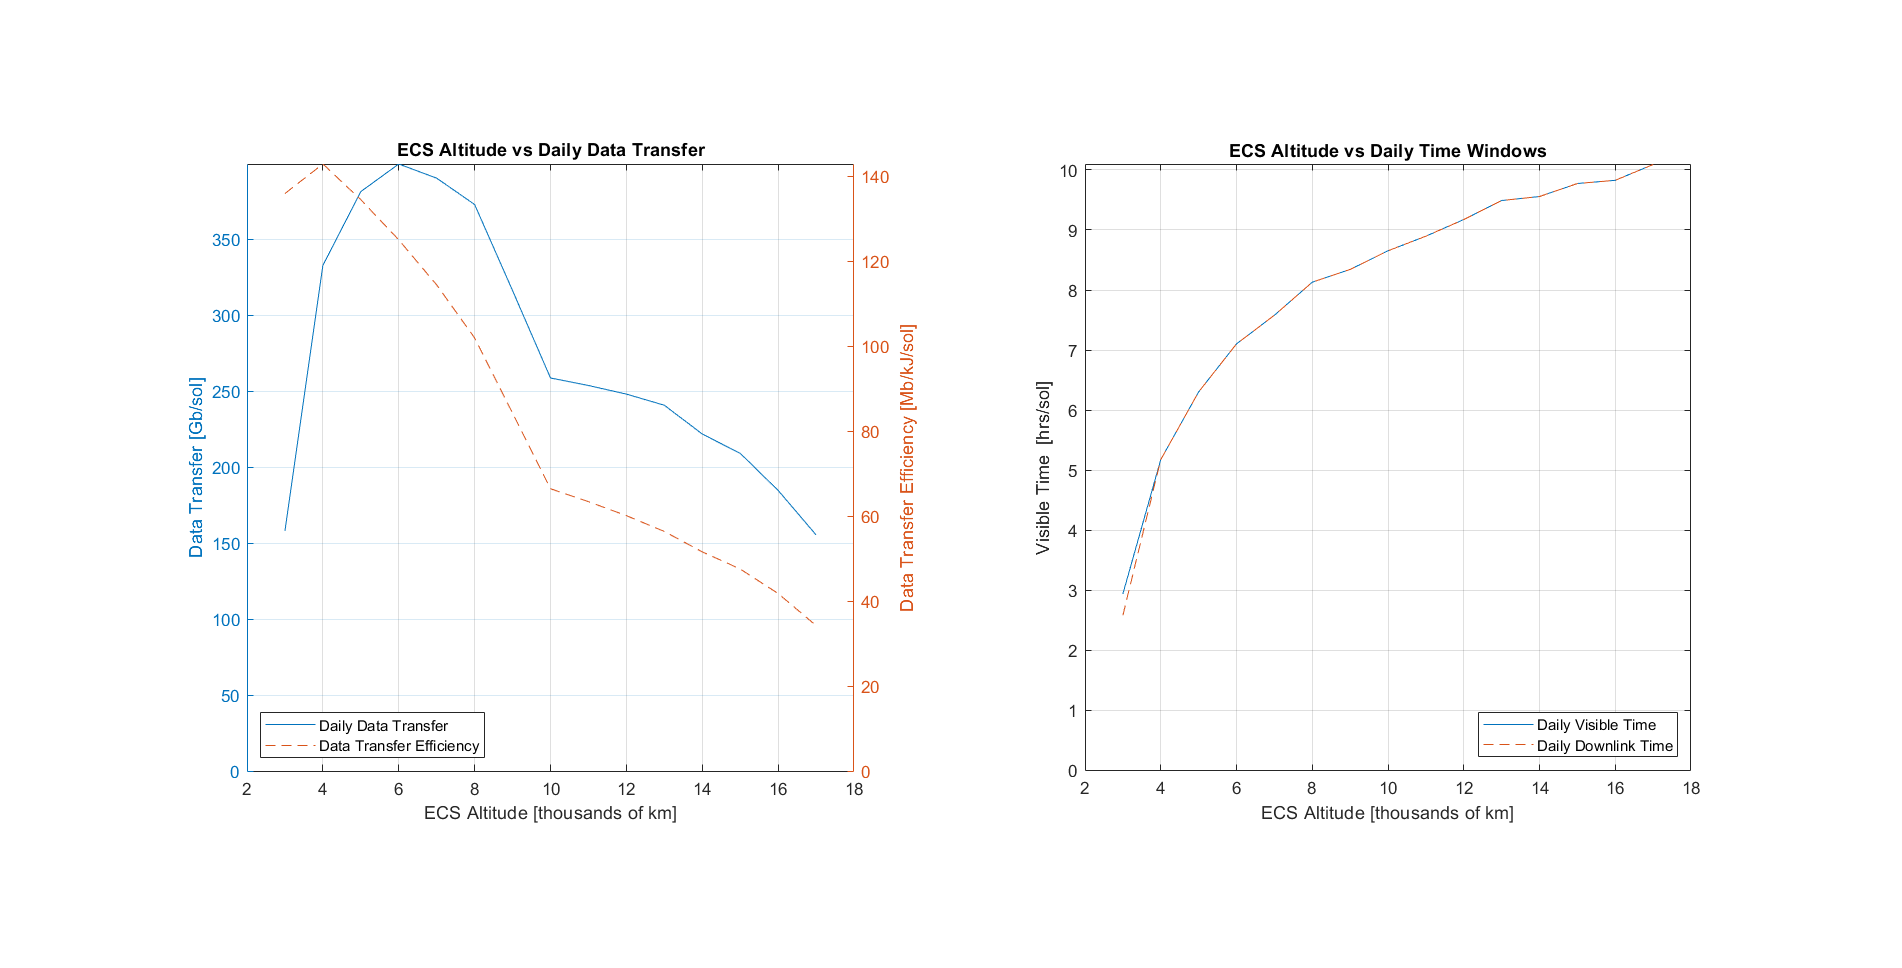 ECS Altitude vs Daily Data Transfer
Data Transfer [Gb/sol]
350
300
250
200
150
100
50
0
140
120
100
80
60
40
20
0
Data Transfer Efficiency [Mb/kJ/sol]
Daily Data Transfer
Data Transfer Efficiency
2 4 6 8 10 12 14 16 18
ECS Altitude [thousands of km]
ECS Altitude vs Daily Time Windows
Visible Time [hrs/sol]
10
9
8
7
6
5
4
3
2
1
0
Daily Visible Time
Daily Downlink Time
2 4 6 8 10 12 14 16 18
ECS Altitude [thousands of km]